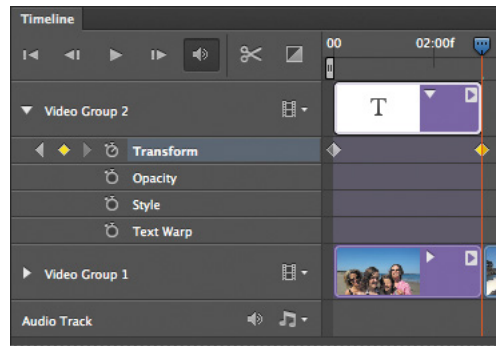 Timeline
00 02:00f
Video Group 2
T
Transform
Opacity
Style
Text Warp
Video Group 1
Audio Track